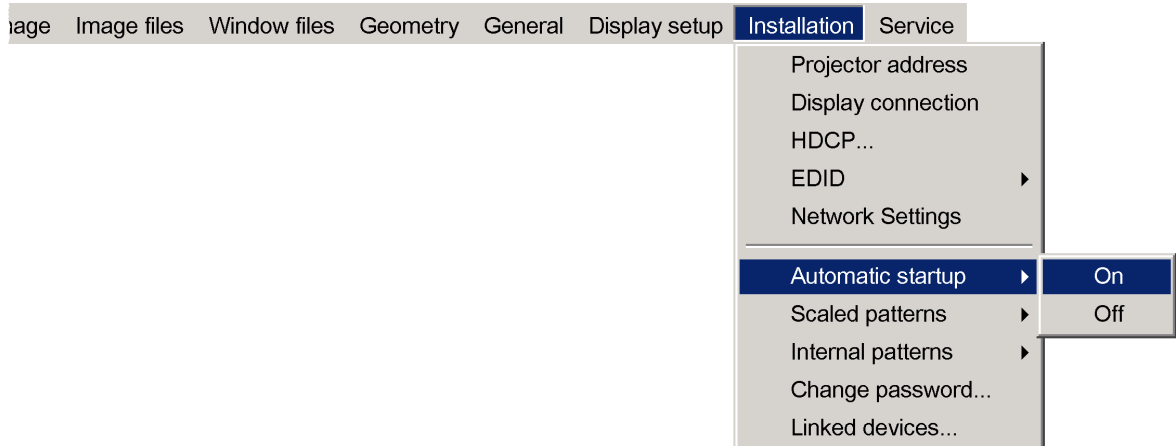 Image files Window files Geometry General Display setup Installation Service
Projector address
Display connection
HDCP...
EDID
Network Settings
Automatic startup On
Scaled patterns Off
Internal patterns
Change password...
Linked devices...